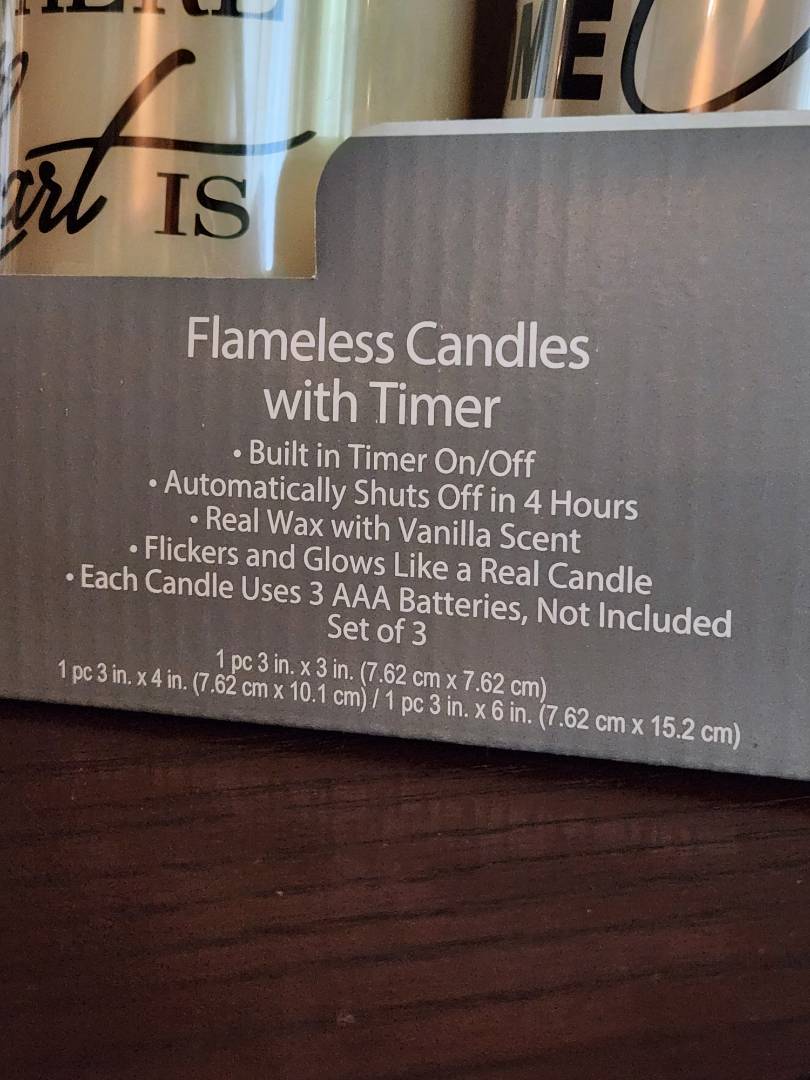 HERE
art IS
ME
Flameless Candles
with Timer
• Built in Timer On/Off
• Automatically Shuts Off in 4 Hours
• Real Wax with Vanilla Scent
• Flickers and Glows Like a Real Candle
• Each Candle Uses 3 AAA Batteries, Not Included
Set of 3
1 pc 3 in. x 3 in. (7.62 cm x 7.62 cm)
1 pc 3 in. x 4 in. (7.62 cm x 10.1 cm) / 1 pc 3 in. x 6 in. (7.62 cm x 15.2 cm)